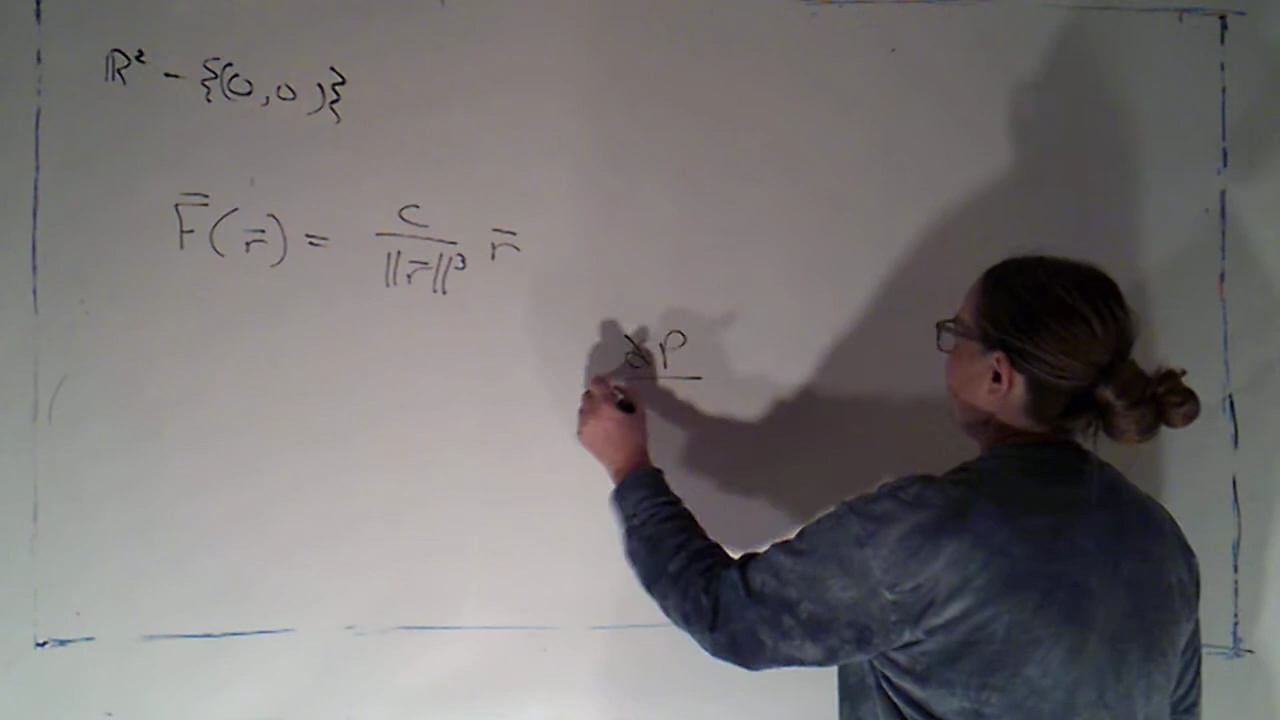 ℝ² - {(0,0)}
F̄(r̄) = c/||r̄||³ r̄
∂P